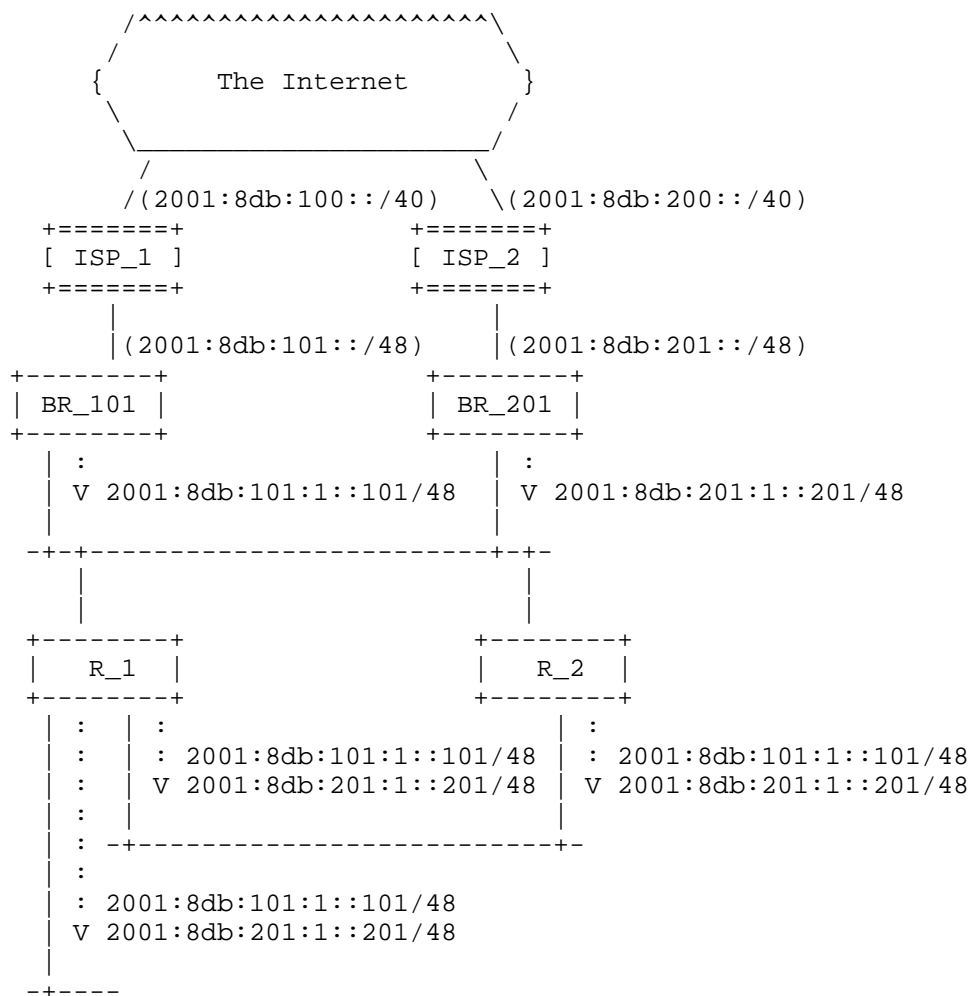 The Internet
(2001:8db:100::/40) (2001:8db:200::/40)
[ ISP_1 ] [ ISP_2 ]
(2001:8db:101::/48) (2001:8db:201::/48)
BR_101 BR_201
: :
V 2001:8db:101:1::101/48 V 2001:8db:201:1::201/48
R_1 R_2
: : :
: : 2001:8db:101:1::101/48 : 2001:8db:101:1::101/48
: V 2001:8db:201:1::201/48 V 2001:8db:201:1::201/48
:
:
:
: 2001:8db:101:1::101/48
V 2001:8db:201:1::201/48